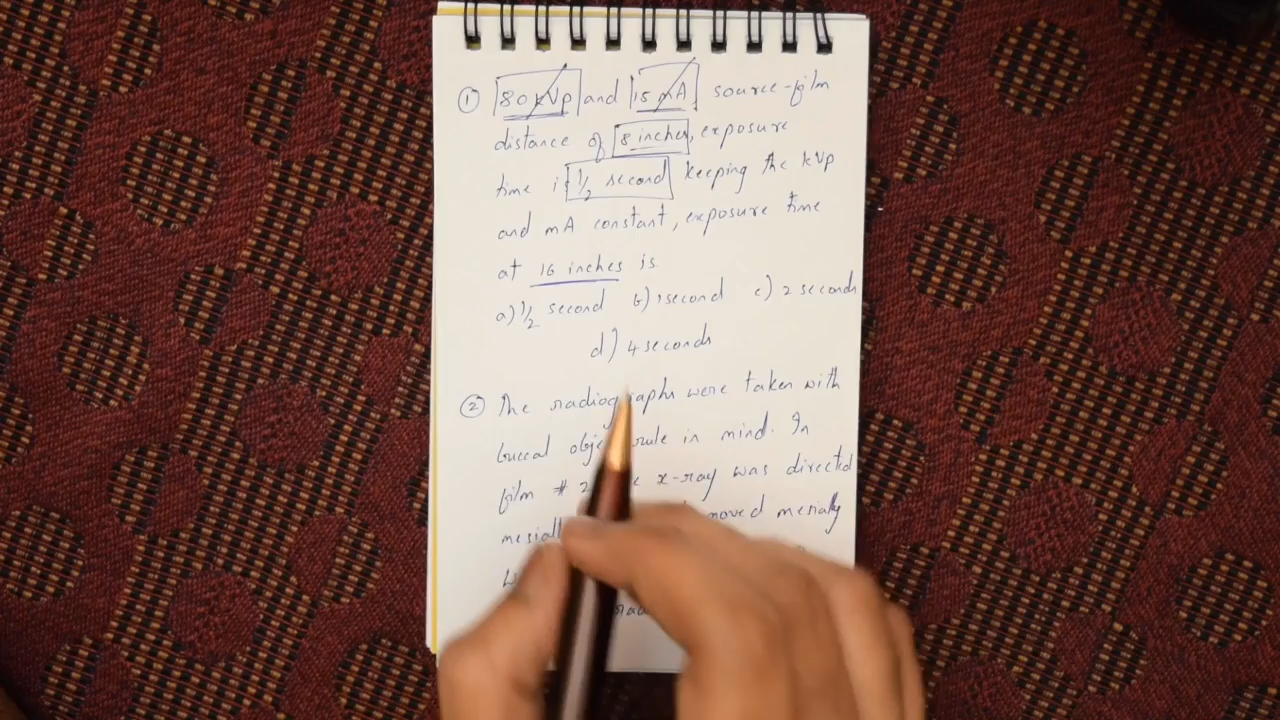 ① 80 kVp and 15 mA source-film
distance of 8 inches, exposure
time is 1/2 second keeping the kVp
and mA constant, exposure time
at 16 inches is
a) 1/2 second b) 1 second c) 2 seconds
d) 4 seconds
② The radiographs were taken with
buccal rule in mind. In
film # 2 x-ray was directed
moved mesially